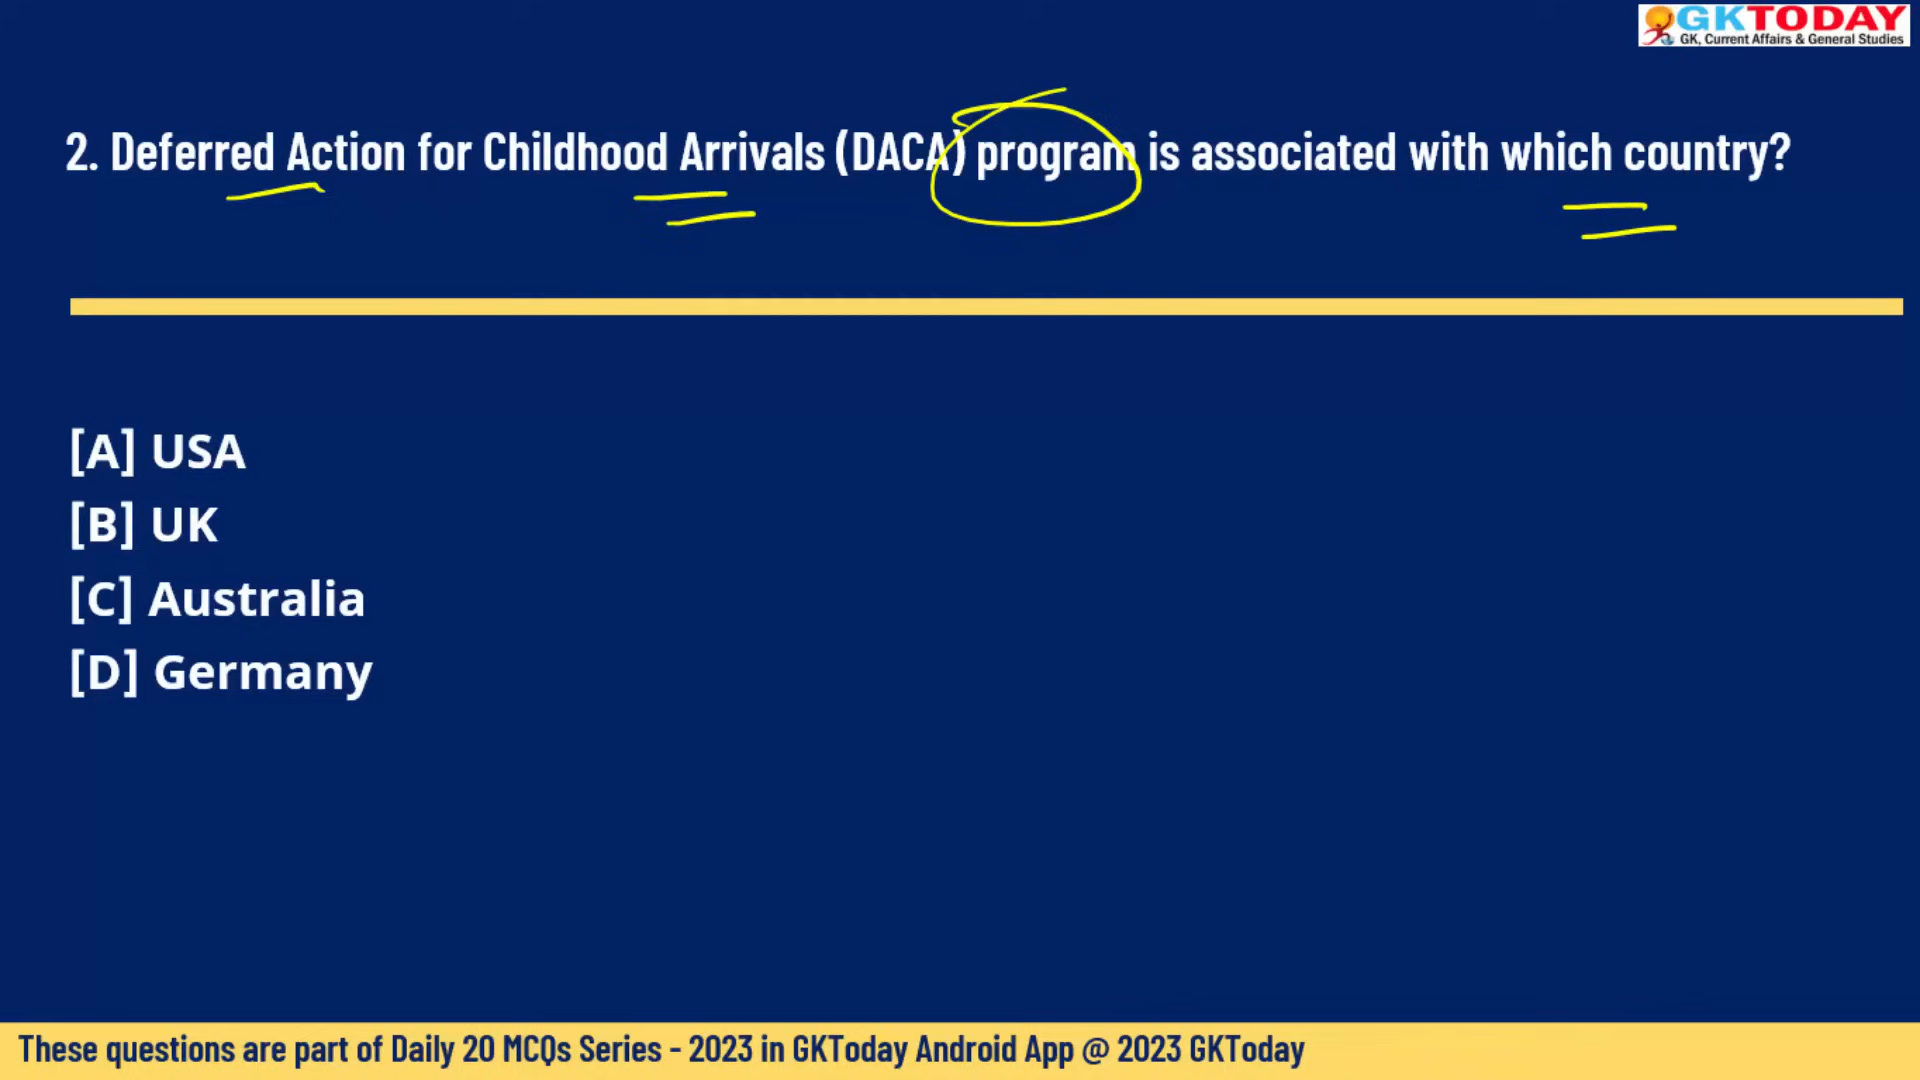 GKTODAY
GK, Current Affairs & General Studies
2. Deferred Action for Childhood Arrivals (DACA) program is associated with which country?
[A] USA
[B] UK
[C] Australia
[D] Germany
These questions are part of Daily 20 MCQs Series - 2023 in GKToday Android App @ 2023 GKToday